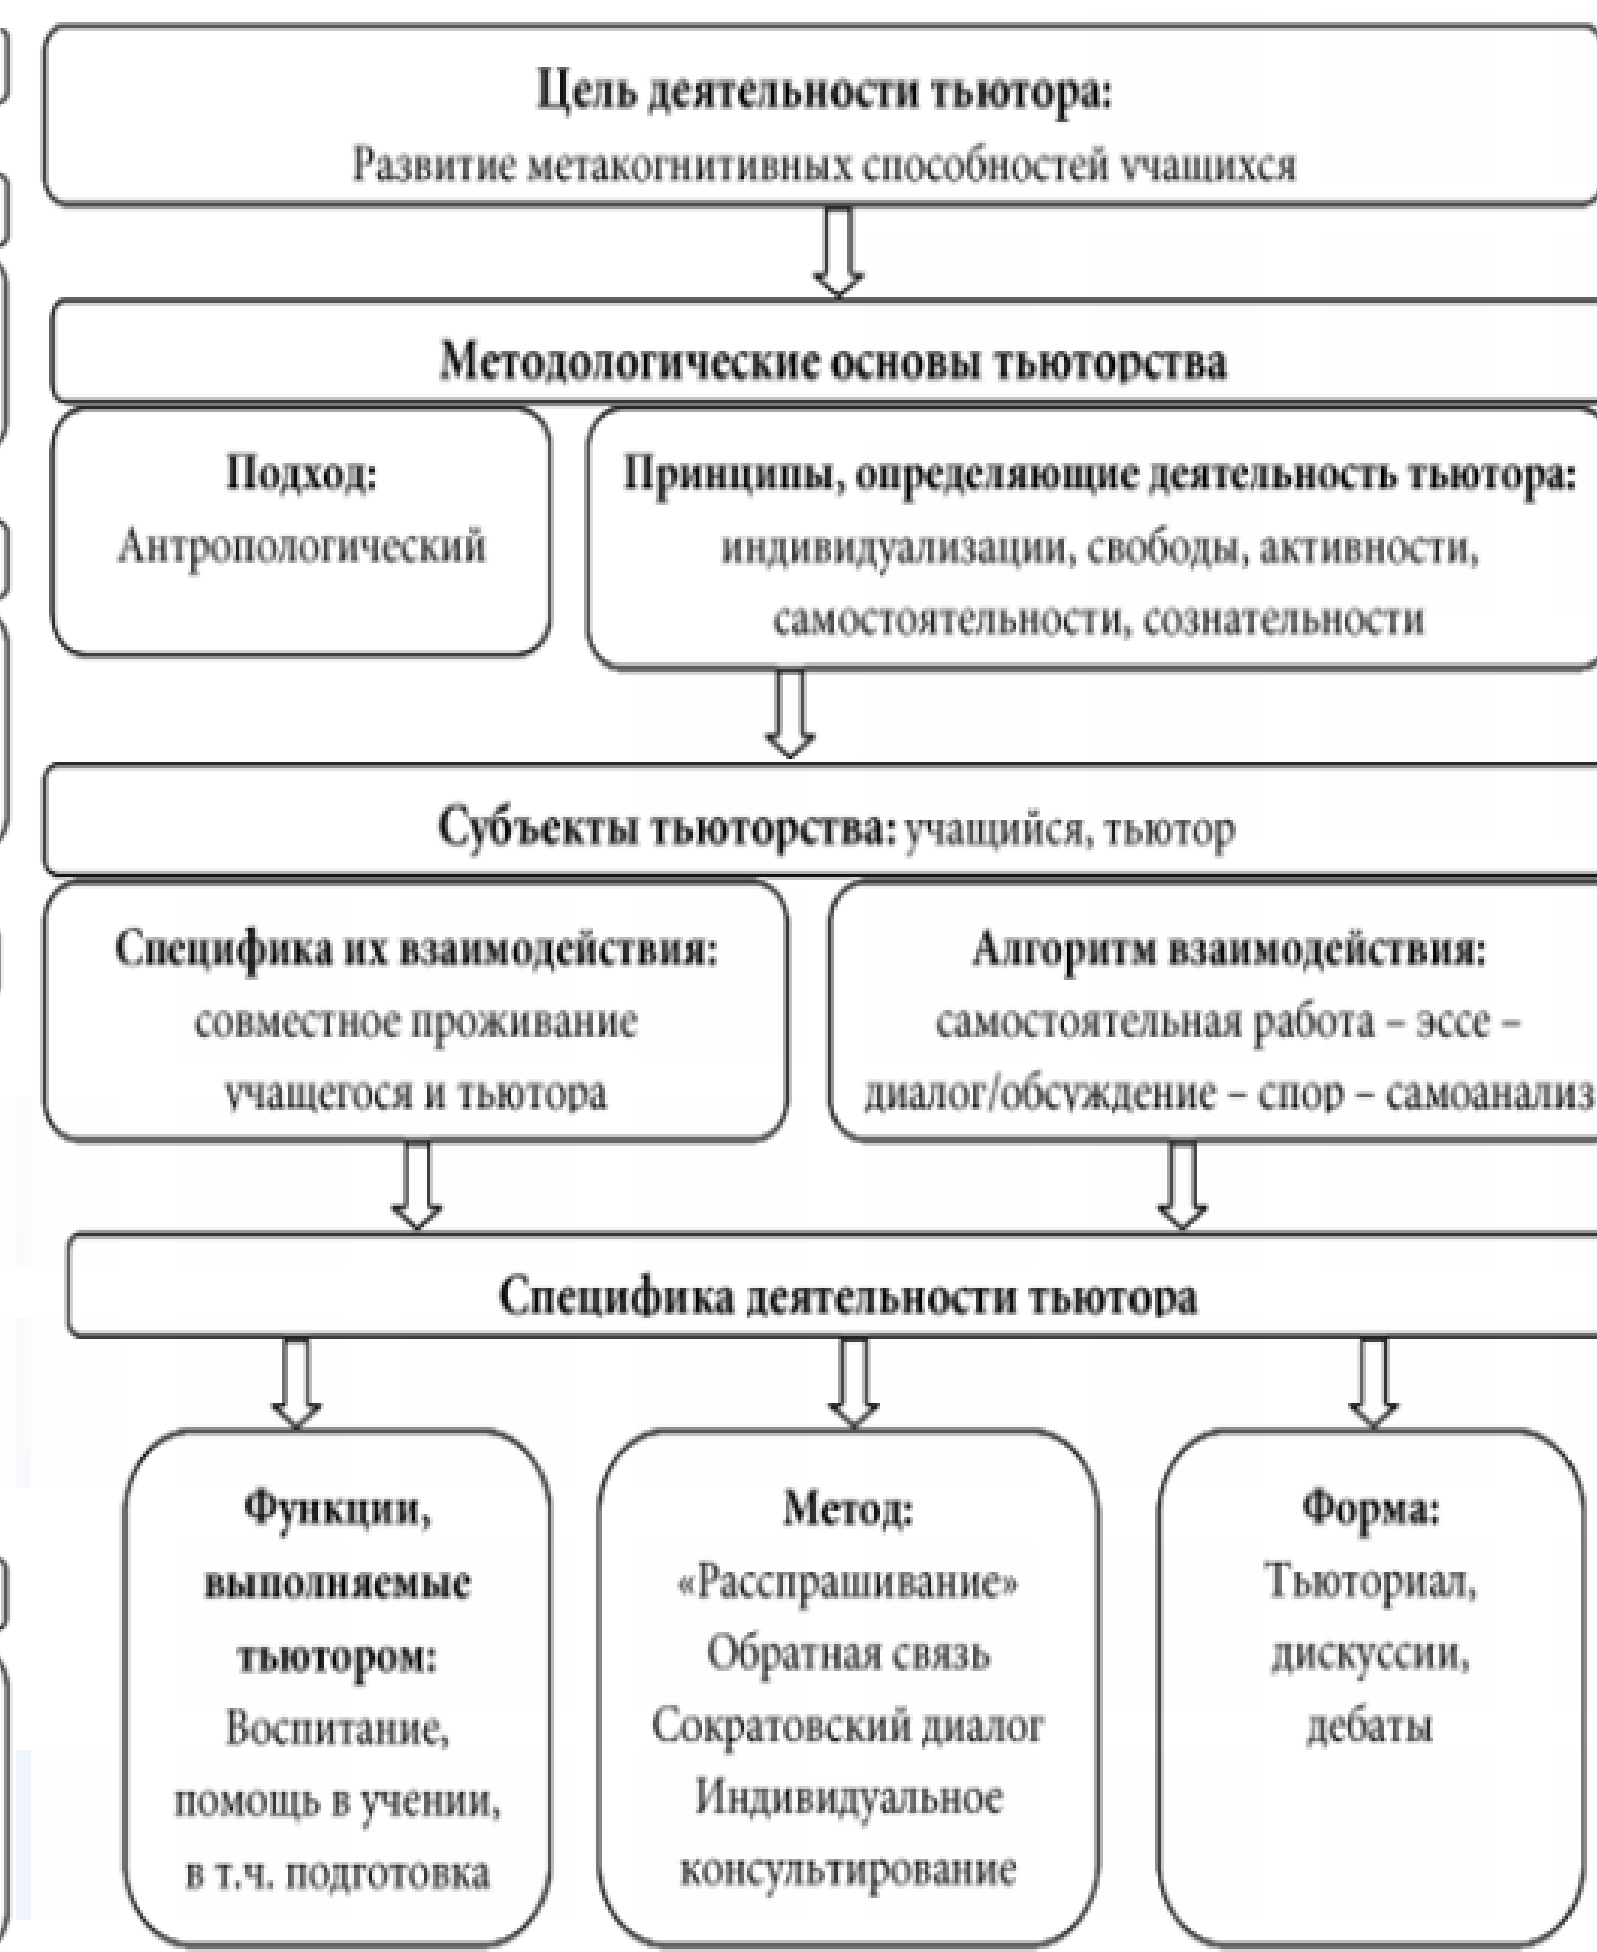 Цель деятельности тьютора:
Развитие метакогнитивных способностей учащихся
Методологические основы тьюторства
Подход:
Антропологический
Принципы, определяющие деятельность тьютора:
индивидуализации, свободы, активности,
самостоятельности, сознательности
Субъекты тьюторства: учащийся, тьютор
Специфика их взаимодействия:
совместное проживание
учащегося и тьютора
Алгоритм взаимодействия:
самостоятельная работа – эссе –
диалог/обсуждение – спор – самоанализ
Специфика деятельности тьютора
Функции,
выполняемые
тьютором:
Воспитание,
помощь в учении,
в т.ч. подготовка
Метод:
«Расспрашивание»
Обратная связь
Сократовский диалог
Индивидуальное
консультирование
Форма:
Тьюториал,
дискуссии,
дебаты